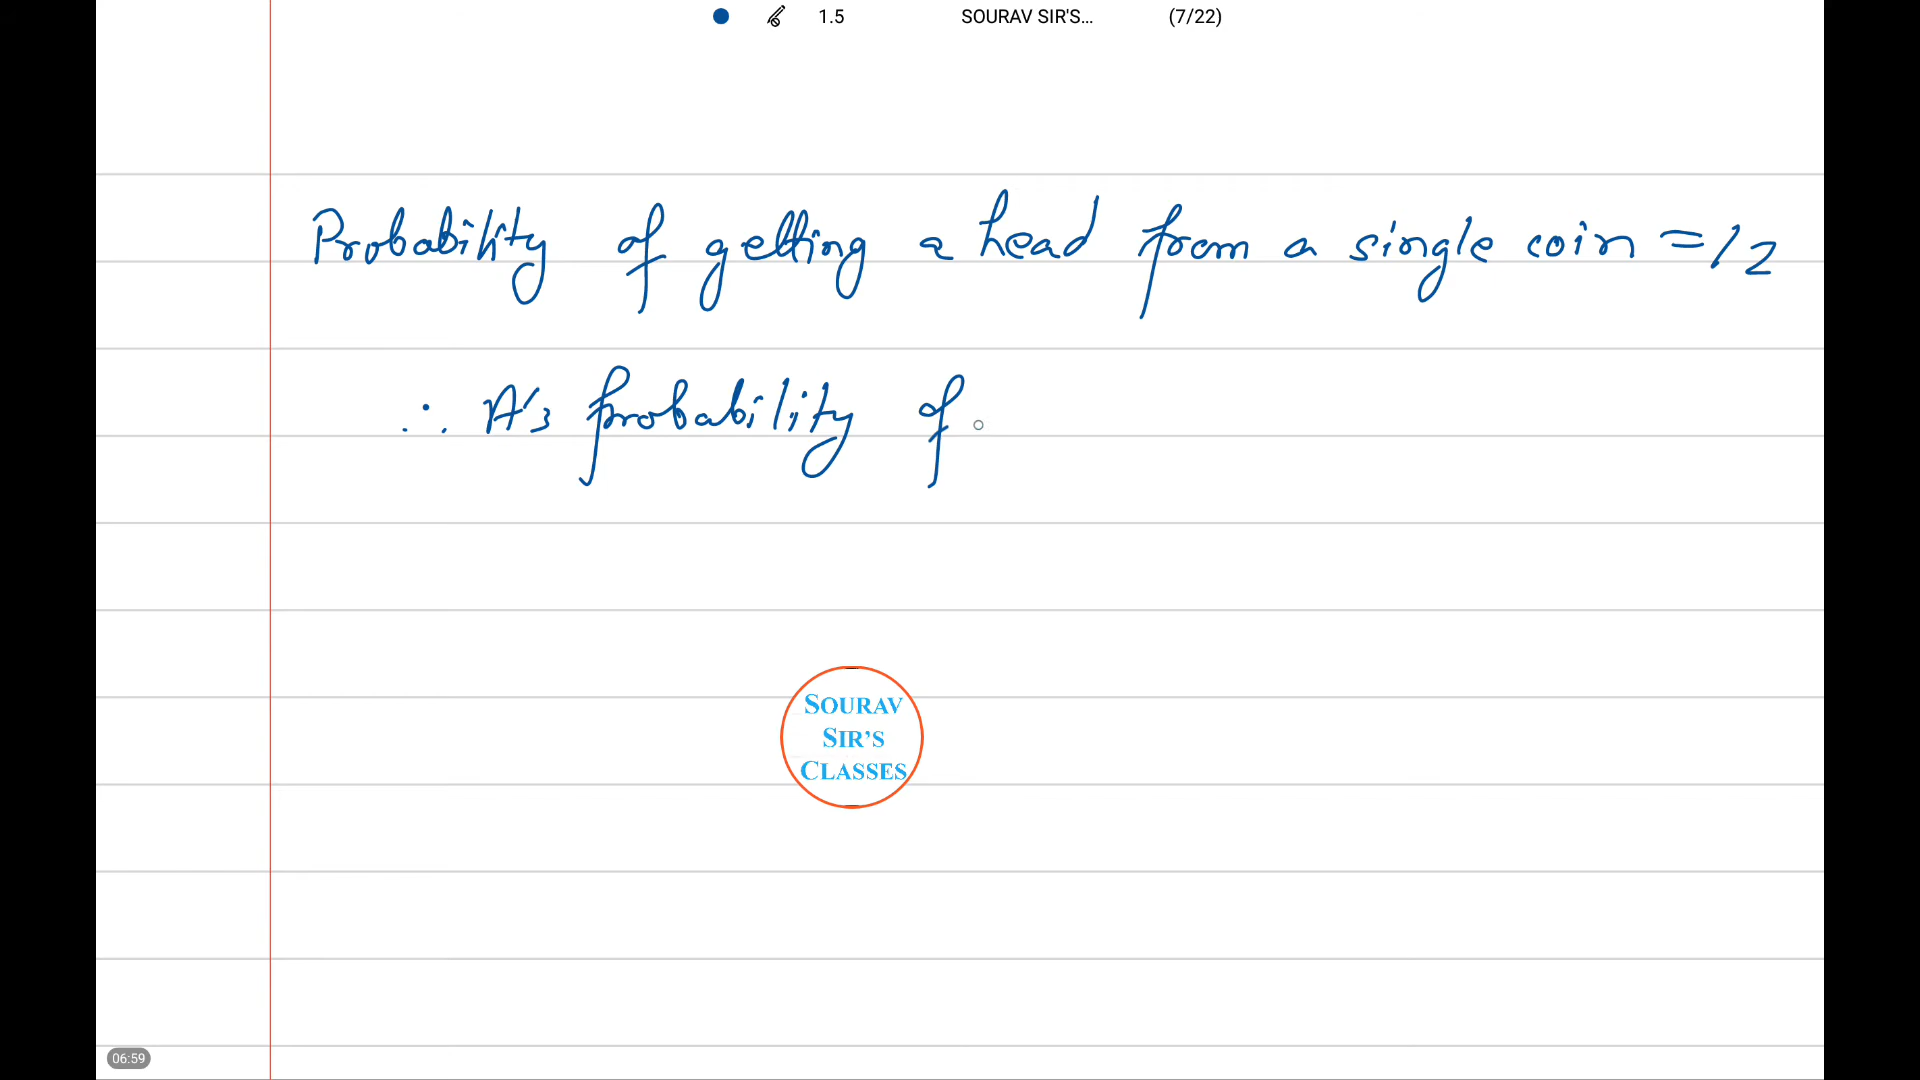 1.5 SOURAV SIR'S... (7/22)
Probability of getting a head from a single coin = 1/2
∴ A's probability of
SOURAV
SIR'S
CLASSES
06:59